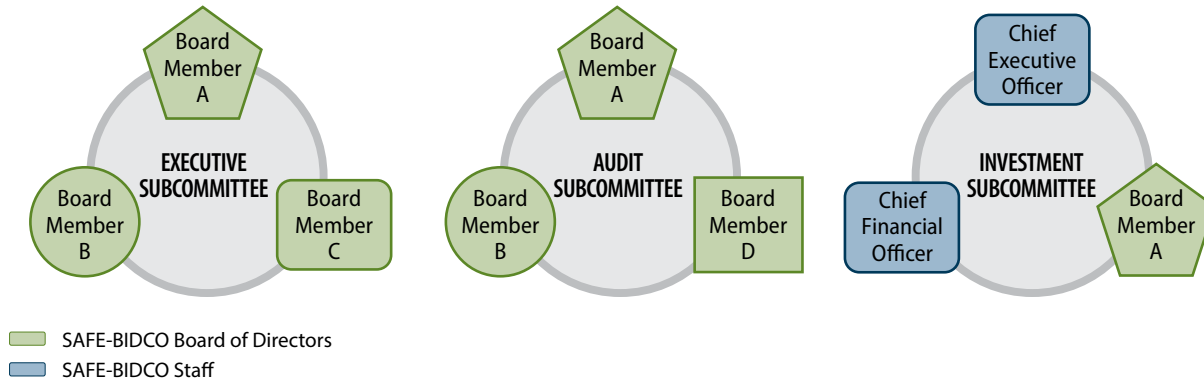 Board
Member
A
EXECUTIVE
SUBCOMMITTEE
Board
Member
B
Board
Member
C
Board
Member
A
AUDIT
SUBCOMMITTEE
Board
Member
B
Board
Member
D
Chief
Executive
Officer
INVESTMENT
SUBCOMMITTEE
Chief
Financial
Officer
Board
Member
A
SAFE-BIDCO Board of Directors
SAFE-BIDCO Staff